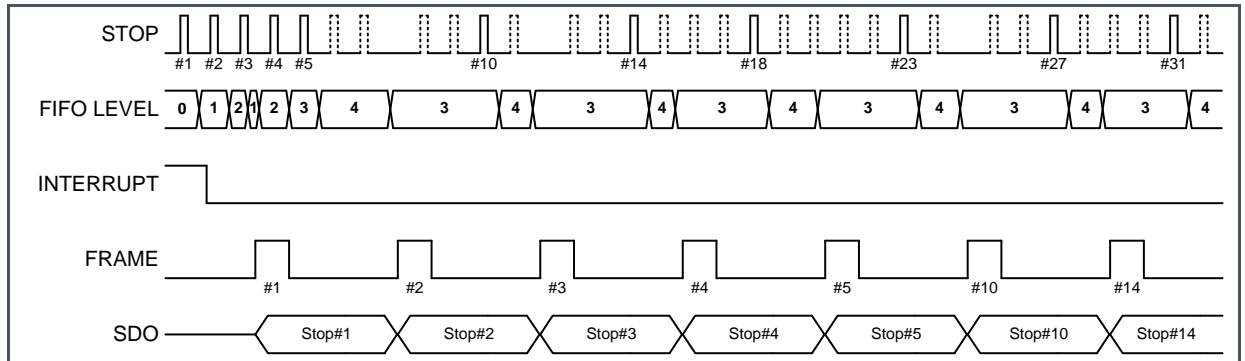 STOP
#1 #2 #3 #4 #5 #10 #14 #18 #23 #27 #31
FIFO LEVEL 0 1 2 1 2 3 4 3 4 3 4 3 4 3 4 3 4 3 4
INTERRUPT
FRAME
#1 #2 #3 #4 #5 #10 #14
SDO Stop#1 Stop#2 Stop#3 Stop#4 Stop#5 Stop#10 Stop#14